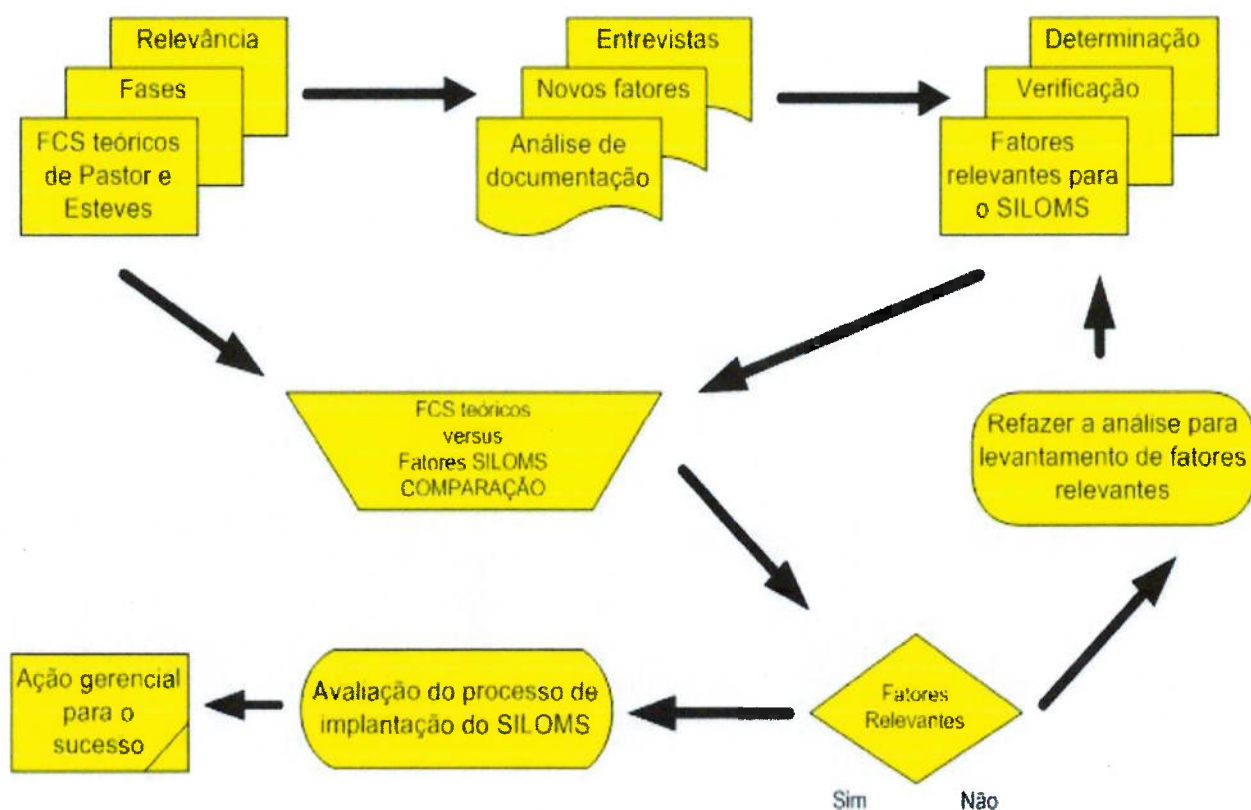 Relevância
Fases
FCS teóricos
de Pastor e
Esteves
Entrevistas
Novos fatores
Análise de
documentação
Determinação
Verificação
Fatores
relevantes para
o SILOMS
FCS teóricos
versus
Fatores SILOMS
COMPARAÇÃO
Refazer a análise para
levantamento de fatores
relevantes
Ação gerencial
para o
sucesso
Avaliação do processo de
implantação do SILOMS
Fatores
Relevantes
Sim
Não